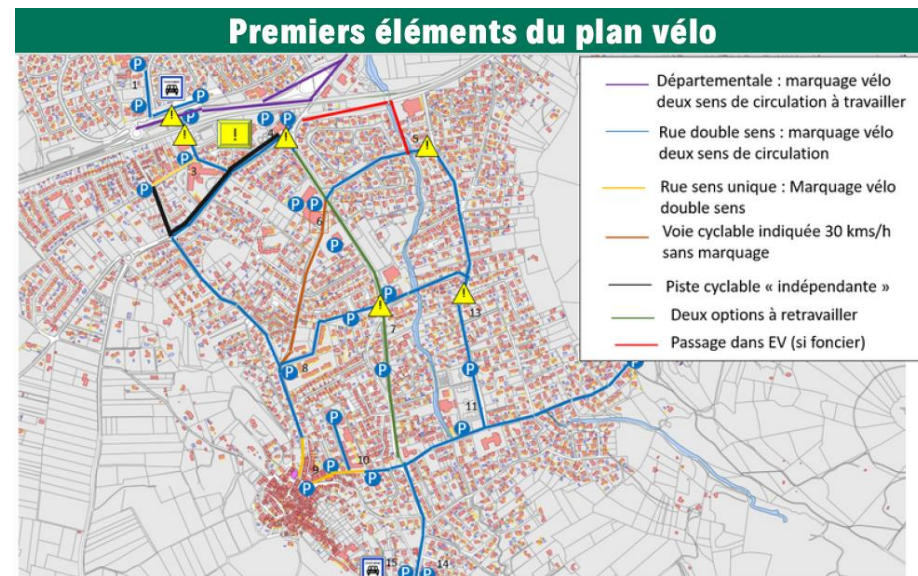 Premiers éléments du plan vélo
Départementale : marquage vélo
deux sens de circulation à travailler
Rue double sens : marquage vélo
deux sens de circulation
Rue sens unique : Marquage vélo
double sens
Voie cyclable indiquée 30 kms/h
sans marquage
Piste cyclable « indépendante »
Deux options à retravailler
Passage dans EV (si foncier)
P
1
P
P
P
!
!
!
P
P
4
!
5
!
P
3
P
P
P
6
P
P
!
P
7
!
13
P
8
P
P
11
P
P
P
9
10
P
P
P
15
14
P
P